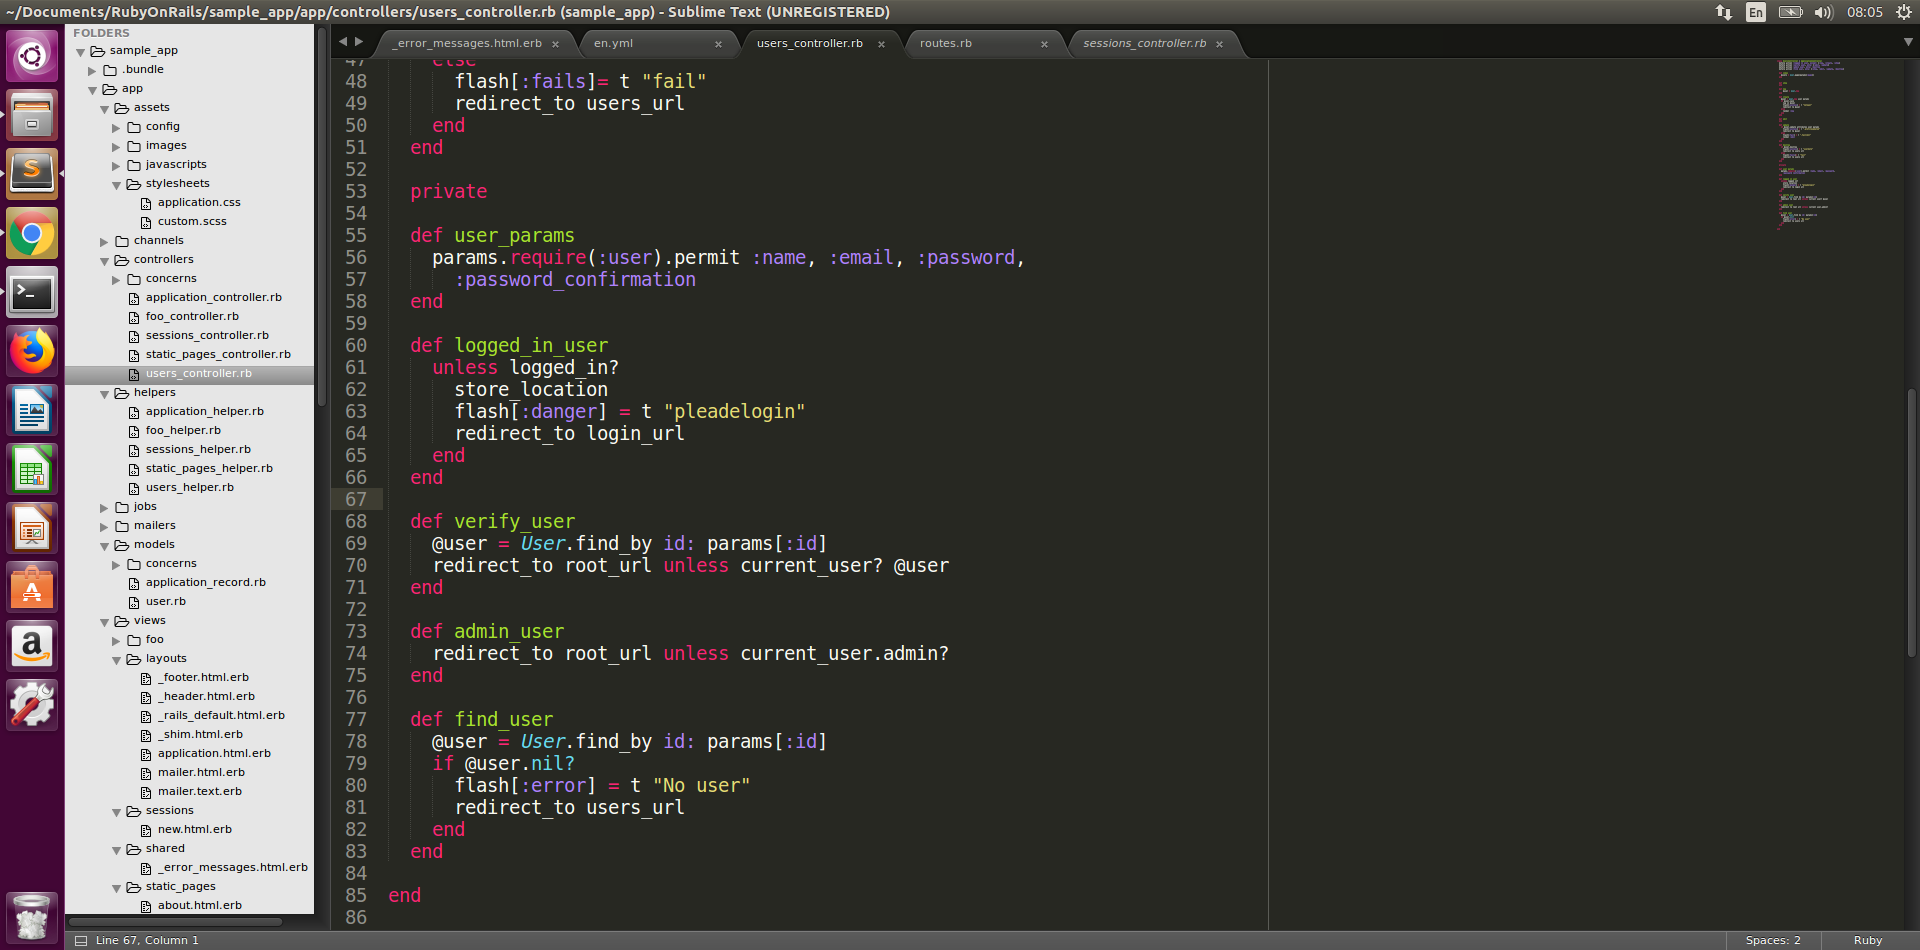 ~/Documents/RubyOnRails/sample_app/app/controllers/users_controller.rb (sample_app) - Sublime Text (UNREGISTERED)
En
08:05
FOLDERS
sample_app
.bundle
app
assets
config
images
javascripts
stylesheets
application.css
custom.scss
channels
controllers
concerns
application_controller.rb
foo_controller.rb
sessions_controller.rb
static_pages_controller.rb
users_controller.rb
helpers
application_helper.rb
foo_helper.rb
sessions_helper.rb
static_pages_helper.rb
users_helper.rb
jobs
mailers
models
concerns
application_record.rb
user.rb
views
foo
layouts
_footer.html.erb
_header.html.erb
_rails_default.html.erb
_shim.html.erb
application.html.erb
mailer.html.erb
mailer.text.erb
sessions
new.html.erb
shared
_error_messages.html.erb
static_pages
about.html.erb
_error_messages.html.erb ×
en.yml ×
users_controller.rb ×
routes.rb ×
sessions_controller.rb ×
47 else
48 flash[:fails]= t "fail"
49 redirect_to users_url
50 end
51 end
52
53 private
54
55 def user_params
56 params.require(:user).permit :name, :email, :password,
57 :password_confirmation
58 end
59
60 def logged_in_user
61 unless logged_in?
62 store_location
63 flash[:danger] = t "pleadelogin"
64 redirect_to login_url
65 end
66 end
67
68 def verify_user
69 @user = User.find_by id: params[:id]
70 redirect_to root_url unless current_user? @user
71 end
72
73 def admin_user
74 redirect_to root_url unless current_user.admin?
75 end
76
77 def find_user
78 @user = User.find_by id: params[:id]
79 if @user.nil?
80 flash[:error] = t "No user"
81 redirect_to users_url
82 end
83 end
84
85 end
86
Line 67, Column 1
Spaces: 2
Ruby